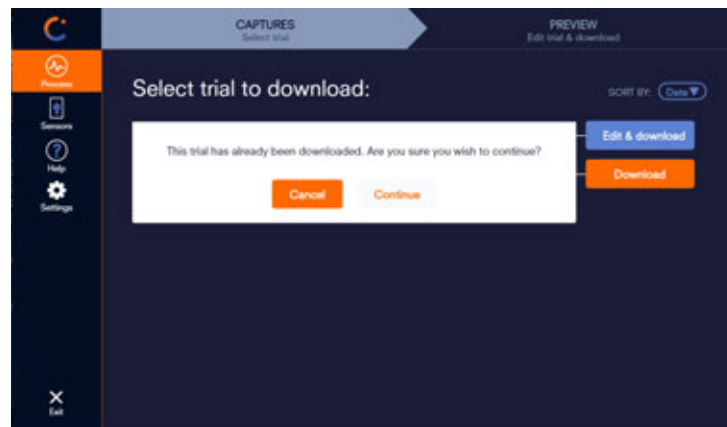 CAPTURES
Select trial
PREVIEW
Edit trial & download
Process
Sensors
Help
Settings
Exit
Select trial to download:
SORT BY: Date▼
This trial has already been downloaded. Are you sure you wish to continue?
Cancel
Continue
Edit & download
Download